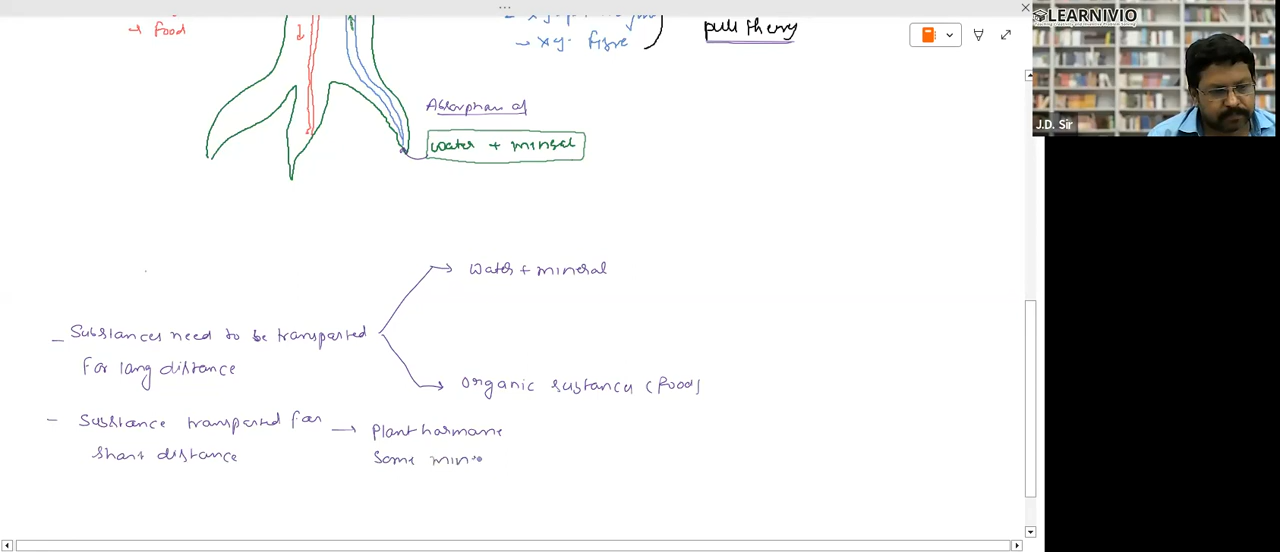 → food
→ xy. fibre
pull theory
Absorption of
water + mineral
→ water + mineral
– Substances need to be transported
For long distance
→ organic substance (food)
– Substance transported for
short distance
→ Plant hormone
Some min
LEARNIVIO
J.D. Sir